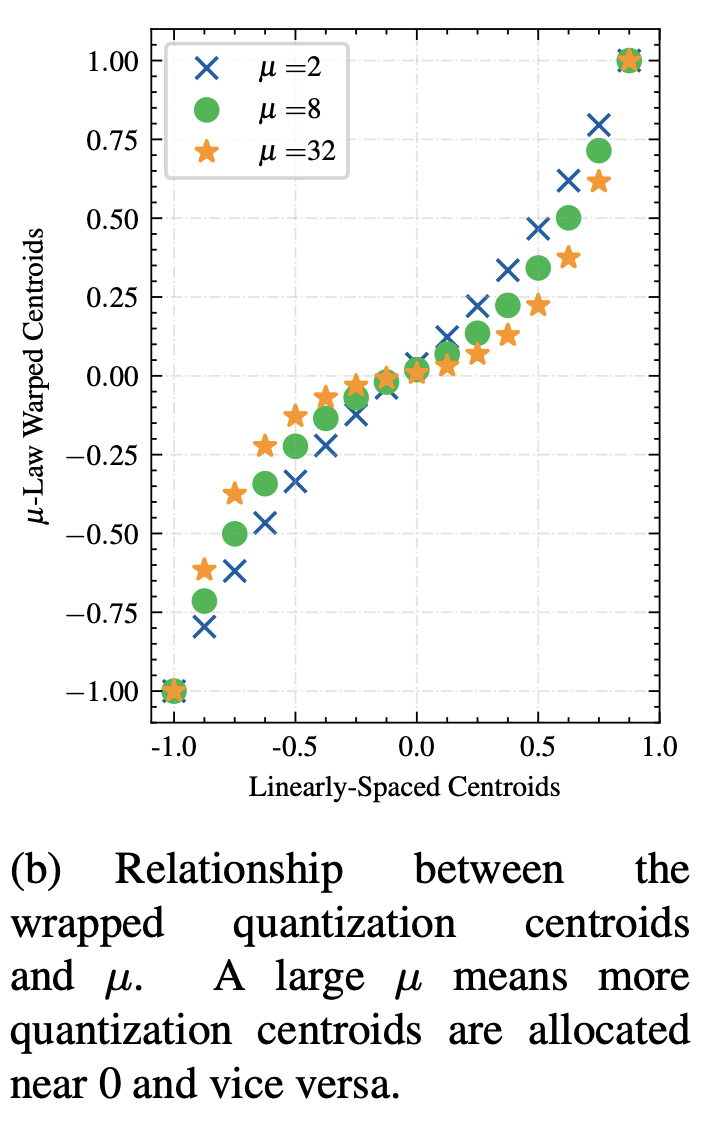 1.00
0.75
0.50
0.25
0.00
−0.25
−0.50
−0.75
−1.00
μ-Law Warped Centroids
μ =2
μ =8
μ =32
-1.0 -0.5 0.0 0.5 1.0
Linearly-Spaced Centroids
(b) Relationship between the
wrapped quantization centroids
and μ. A large μ means more
quantization centroids are allocated
near 0 and vice versa.